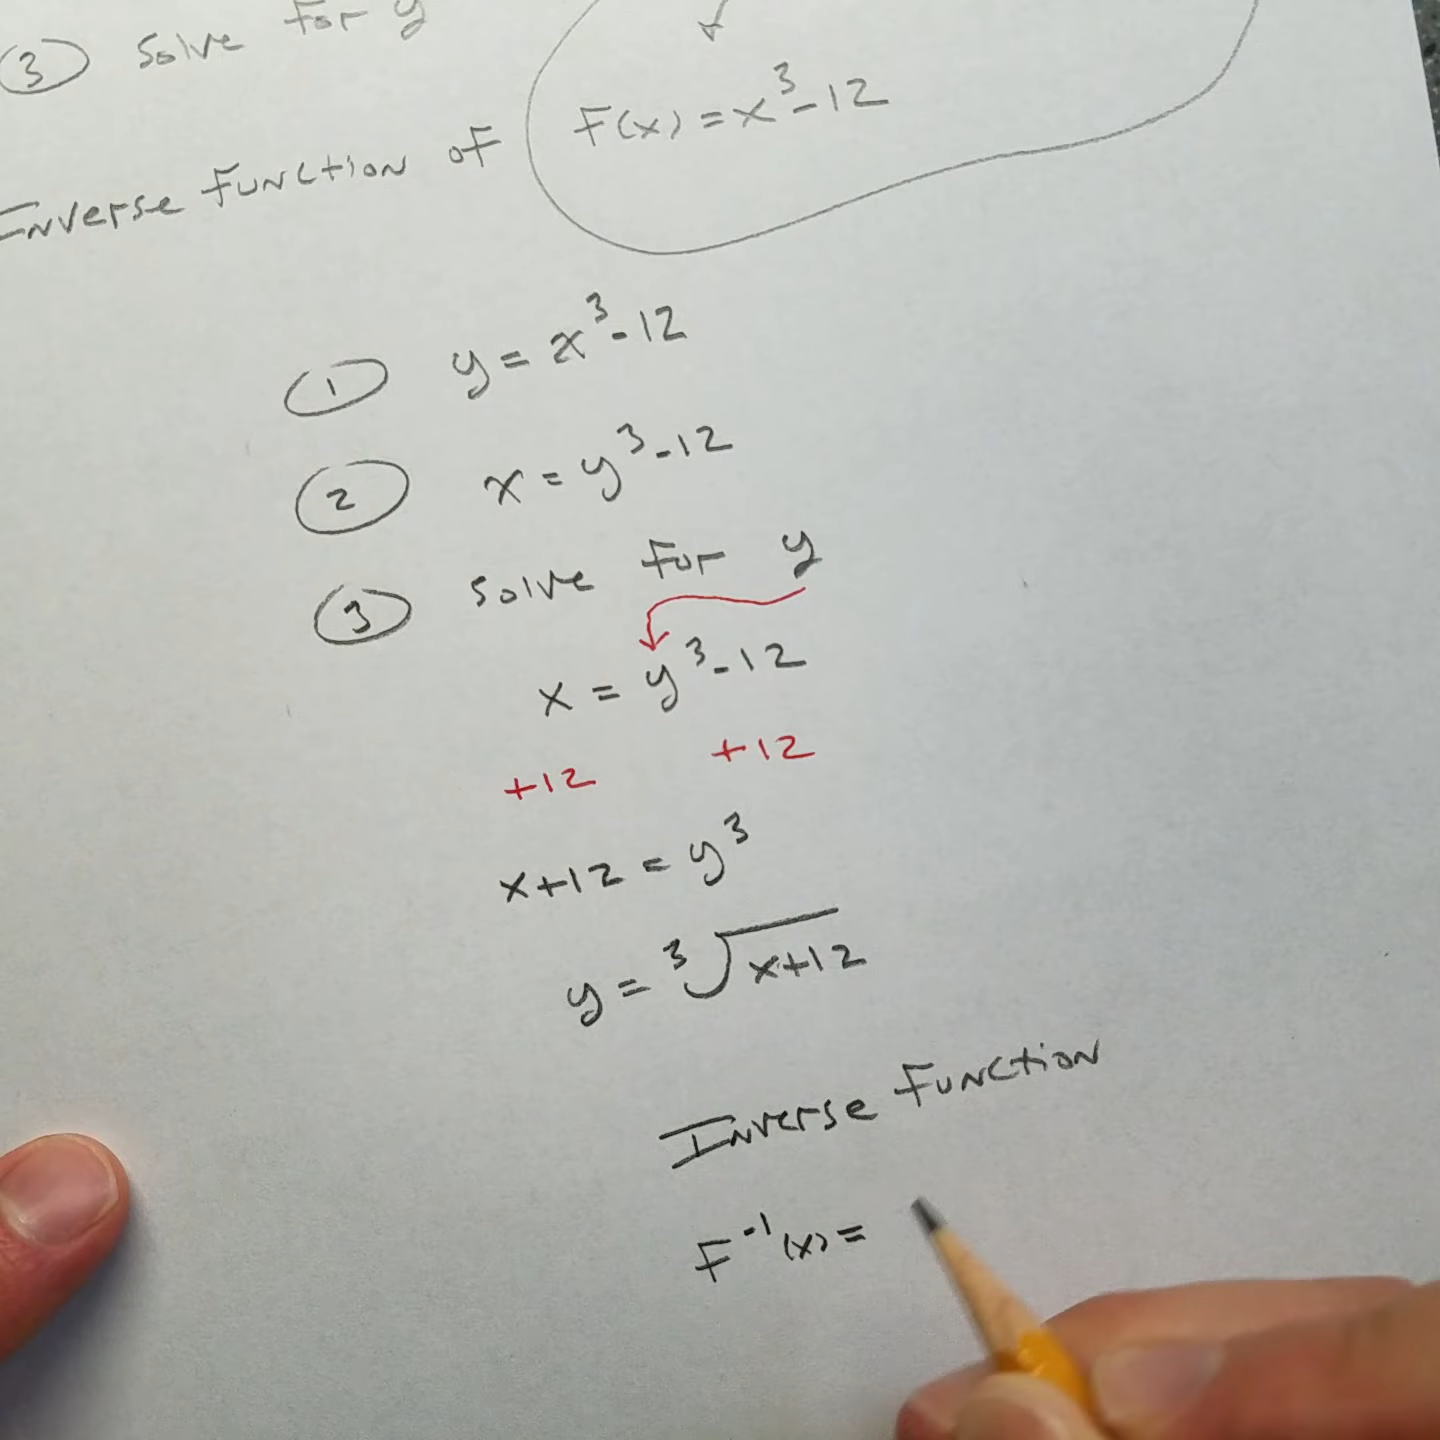 ③ Solve for y
Inverse Function of F(x) = x³-12
① y = x³-12
② x = y³-12
③ Solve for y
x = y³-12
+12 +12
x+12 = y³
y = ³√x+12
Inverse Function
F⁻¹(x) =